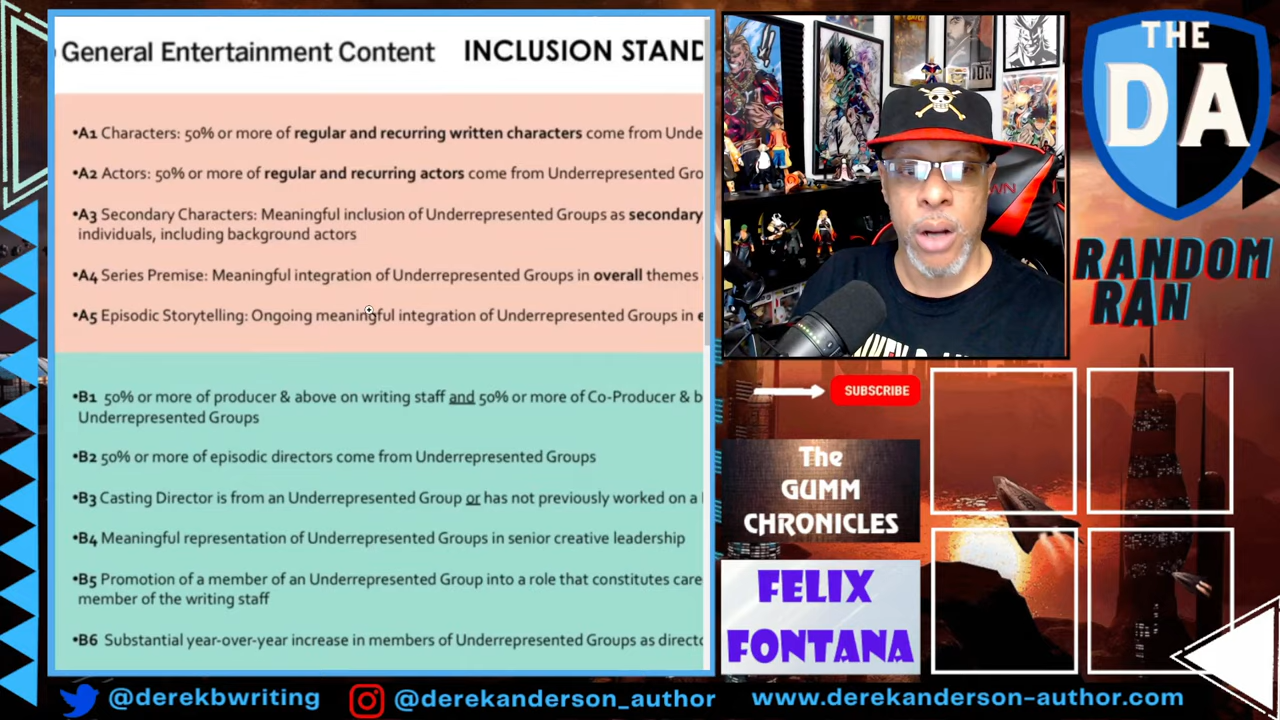 General Entertainment Content INCLUSION STAND
•A1 Characters: 50% or more of regular and recurring written characters come from Unde
•A2 Actors: 50% or more of regular and recurring actors come from Underrepresented Gro
•A3 Secondary Characters: Meaningful inclusion of Underrepresented Groups as secondary
individuals, including background actors
•A4 Series Premise: Meaningful integration of Underrepresented Groups in overall themes
•A5 Episodic Storytelling: Ongoing meaningful integration of Underrepresented Groups in e
•B1 50% or more of producer & above on writing staff and 50% or more of Co-Producer & b
Underrepresented Groups
•B2 50% or more of episodic directors come from Underrepresented Groups
•B3 Casting Director is from an Underrepresented Group or has not previously worked on a
•B4 Meaningful representation of Underrepresented Groups in senior creative leadership
•B5 Promotion of a member of an Underrepresented Group into a role that constitutes care
member of the writing staff
•B6 Substantial year-over-year increase in members of Underrepresented Groups as directo
THE
DA
RANDOM
RAN
SUBSCRIBE
The
GUMM
CHRONICLES
FELIX
FONTANA
@derekbwriting
@derekanderson_author
www.derekanderson-author.com